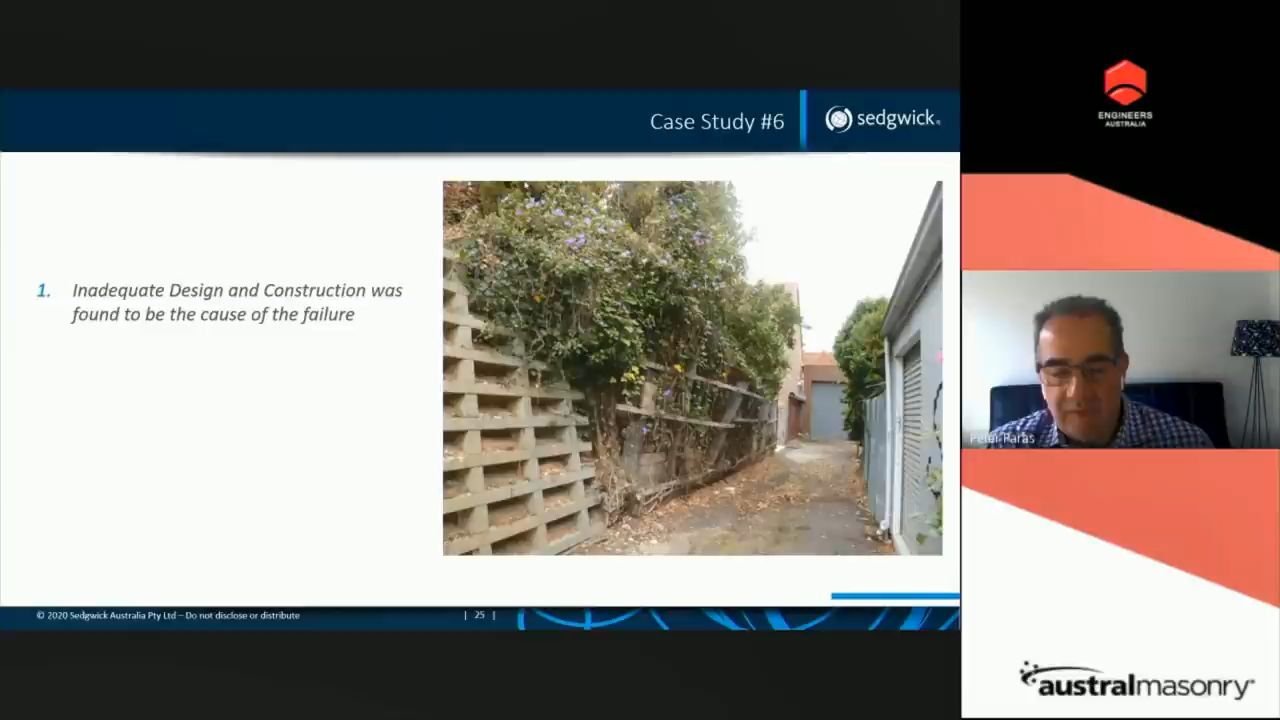 Case Study #6
sedgwick
1. Inadequate Design and Construction was
found to be the cause of the failure
© 2020 Sedgwick Australia Pty Ltd – Do not disclose or distribute
| 25 |
ENGINEERS
AUSTRALIA
Peter Paras
australmasonry